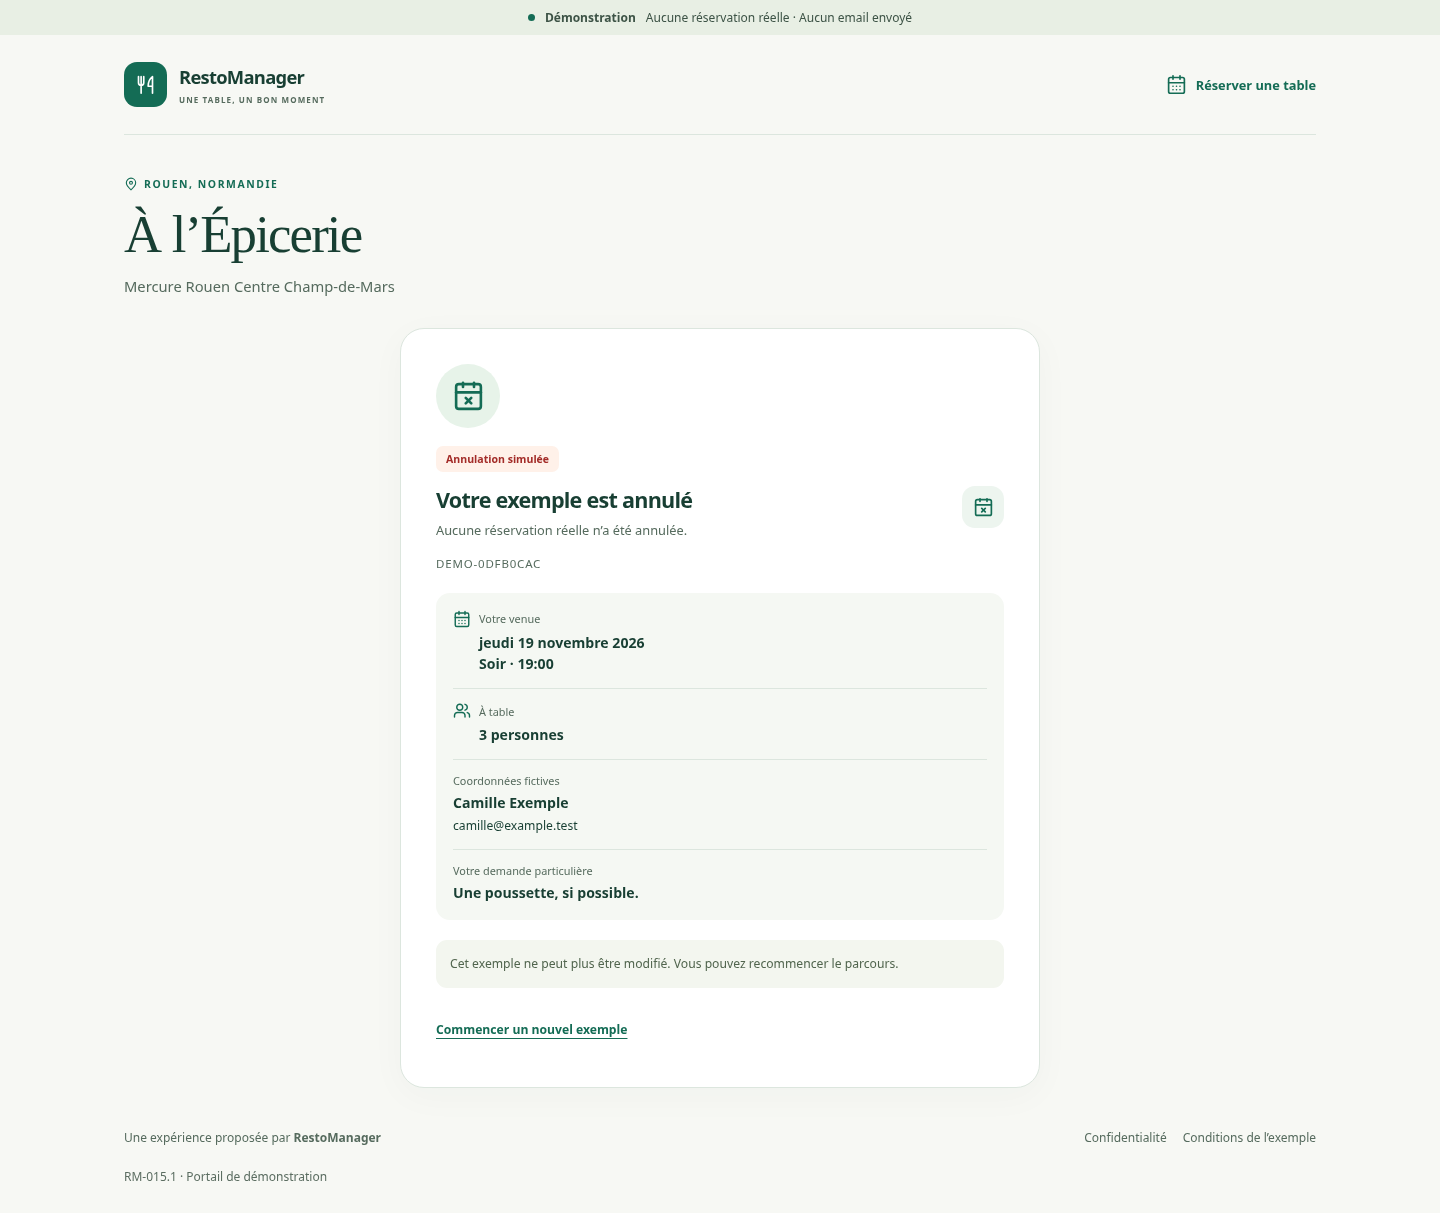 Démonstration Aucune réservation réelle · Aucun email envoyé
RestoManager
UNE TABLE, UN BON MOMENT
Réserver une table
ROUEN, NORMANDIE
À l’Épicerie
Mercure Rouen Centre Champ-de-Mars
Annulation simulée
Votre exemple est annulé
Aucune réservation réelle n’a été annulée.
DEMO-0DFB0CAC
Votre venue
jeudi 19 novembre 2026
Soir · 19:00
À table
3 personnes
Coordonnées fictives
Camille Exemple
camille@example.test
Votre demande particulière
Une poussette, si possible.
Cet exemple ne peut plus être modifié. Vous pouvez recommencer le parcours.
Commencer un nouvel exemple
Une expérience proposée par RestoManager
Confidentialité Conditions de l’exemple
RM-015.1 · Portail de démonstration